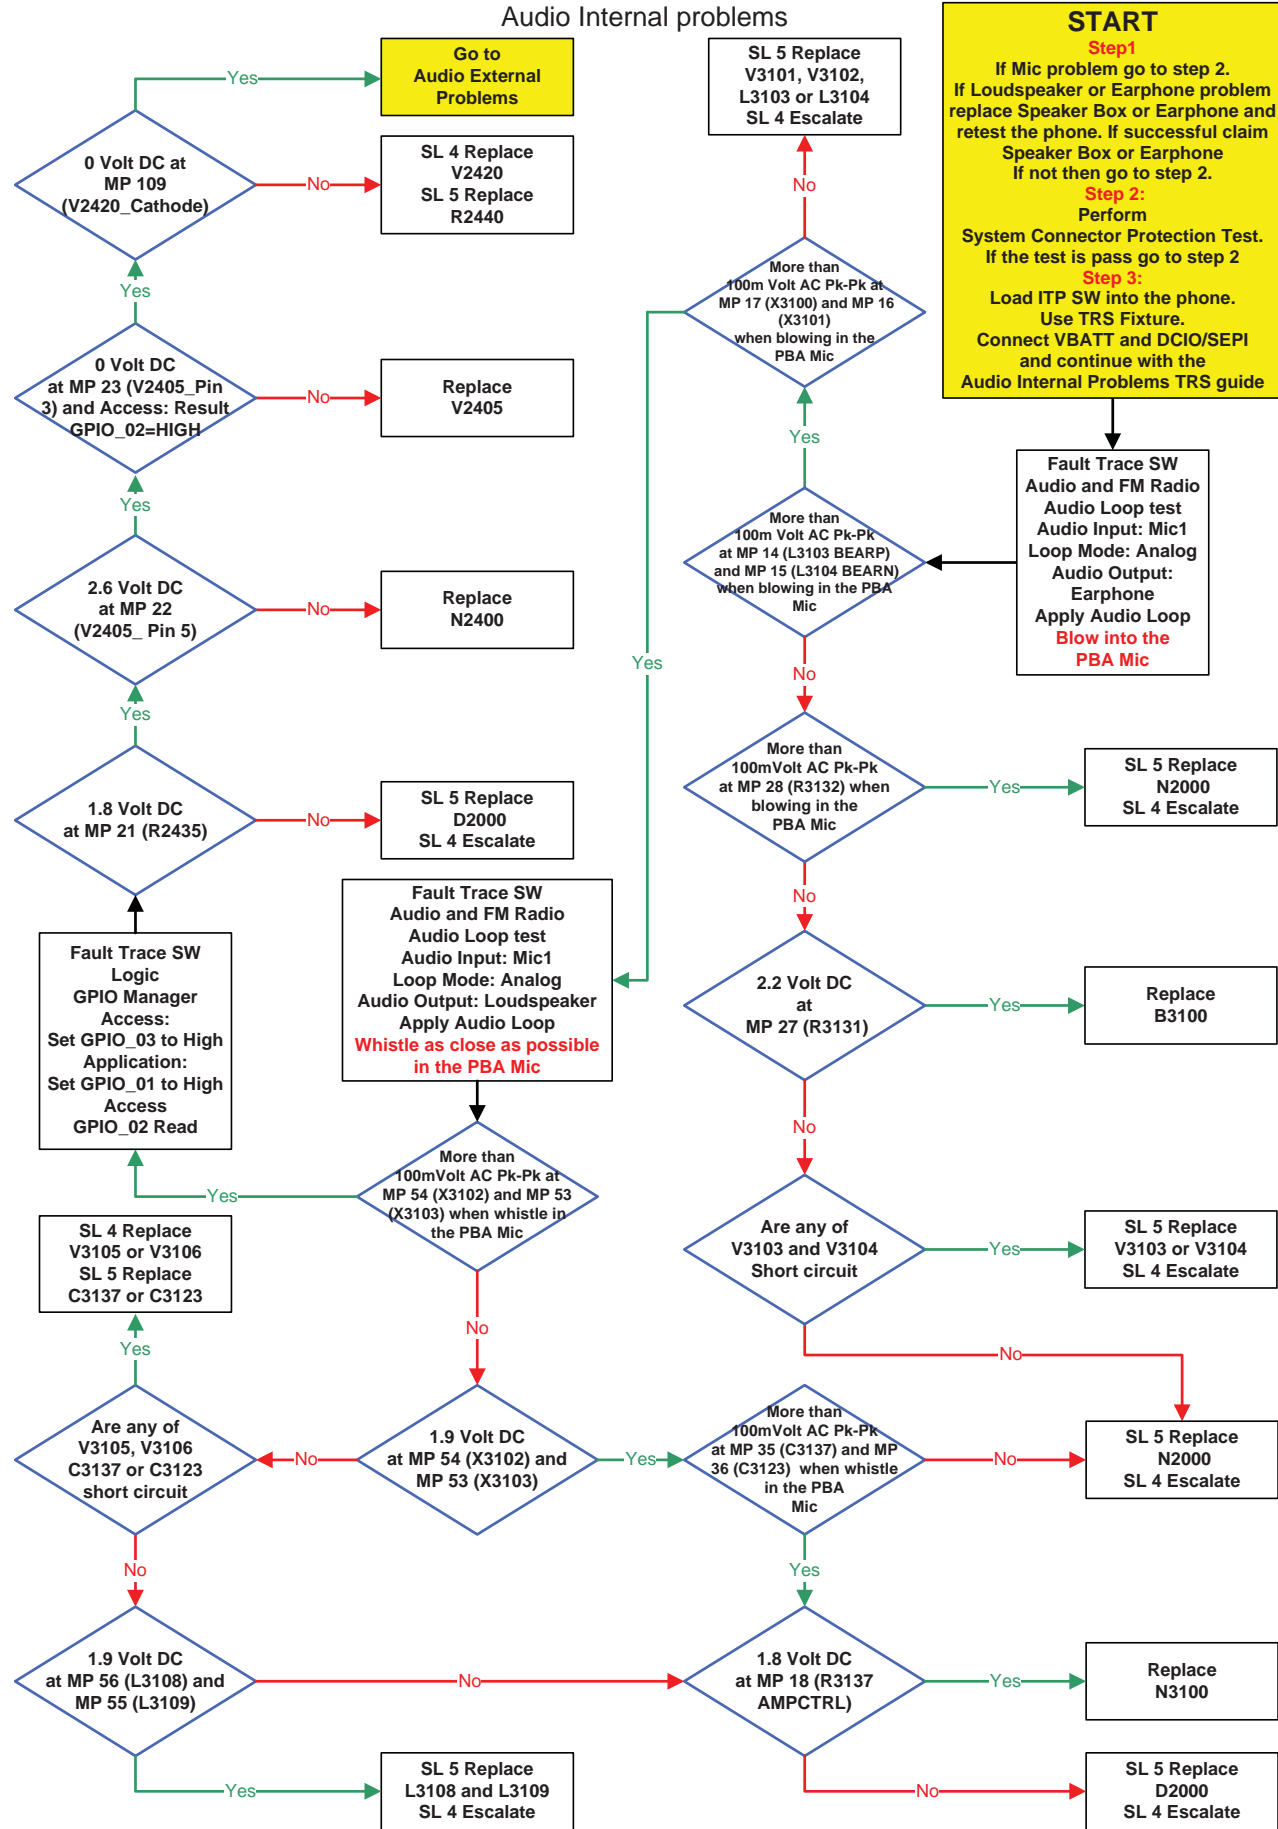 Audio Internal problems
START
Step1
If Mic problem go to step 2.
If Loudspeaker or Earphone problem
replace Speaker Box or Earphone and
retest the phone. If successful claim
Speaker Box or Earphone
If not then go to step 2.
Step 2:
Perform
System Connector Protection Test.
If the test is pass go to step 2
Step 3:
Load ITP SW into the phone.
Use TRS Fixture.
Connect VBATT and DCIO/SEPI
and continue with the
Audio Internal Problems TRS guide
Fault Trace SW
Audio and FM Radio
Audio Loop test
Audio Input: Mic1
Loop Mode: Analog
Audio Output:
Earphone
Apply Audio Loop
Blow into the
PBA Mic
More than
100m Volt AC Pk-Pk
at MP 14 (L3103 BEARP)
and MP 15 (L3104 BEARN)
when blowing in the PBA
Mic
Yes
No
More than
100m Volt AC Pk-Pk at
MP 17 (X3100) and MP 16
(X3101)
when blowing in the
PBA Mic
No
Yes
SL 5 Replace
V3101, V3102,
L3103 or L3104
SL 4 Escalate
More than
100mVolt AC Pk-Pk
at MP 28 (R3132) when
blowing in the
PBA Mic
Yes
SL 5 Replace
N2000
SL 4 Escalate
No
2.2 Volt DC
at
MP 27 (R3131)
Yes
Replace
B3100
No
Are any of
V3103 and V3104
Short circuit
Yes
SL 5 Replace
V3103 or V3104
SL 4 Escalate
No
SL 5 Replace
N2000
SL 4 Escalate
Fault Trace SW
Audio and FM Radio
Audio Loop test
Audio Input: Mic1
Loop Mode: Analog
Audio Output: Loudspeaker
Apply Audio Loop
Whistle as close as possible
in the PBA Mic
More than
100mVolt AC Pk-Pk at
MP 54 (X3102) and MP 53
(X3103) when whistle in
the PBA Mic
Yes
No
1.9 Volt DC
at MP 54 (X3102) and
MP 53 (X3103)
Yes
No
More than
100mVolt AC Pk-Pk
at MP 35 (C3137) and MP
36 (C3123) when whistle
in the PBA
Mic
No
Yes
1.8 Volt DC
at MP 18 (R3137
AMPCTRL)
Yes
Replace
N3100
No
SL 5 Replace
D2000
SL 4 Escalate
Are any of
V3105, V3106
C3137 or C3123
short circuit
Yes
SL 4 Replace
V3105 or V3106
SL 5 Replace
C3137 or C3123
No
1.9 Volt DC
at MP 56 (L3108) and
MP 55 (L3109)
No
Yes
SL 5 Replace
L3108 and L3109
SL 4 Escalate
Fault Trace SW
Logic
GPIO Manager
Access:
Set GPIO_03 to High
Application:
Set GPIO_01 to High
Access
GPIO_02 Read
1.8 Volt DC
at MP 21 (R2435)
No
SL 5 Replace
D2000
SL 4 Escalate
Yes
2.6 Volt DC
at MP 22
(V2405_ Pin 5)
No
Replace
N2400
Yes
0 Volt DC
at MP 23 (V2405_Pin
3) and Access: Result
GPIO_02=HIGH
No
Replace
V2405
Yes
0 Volt DC at
MP 109
(V2420_Cathode)
No
SL 4 Replace
V2420
SL 5 Replace
R2440
Yes
Go to
Audio External
Problems